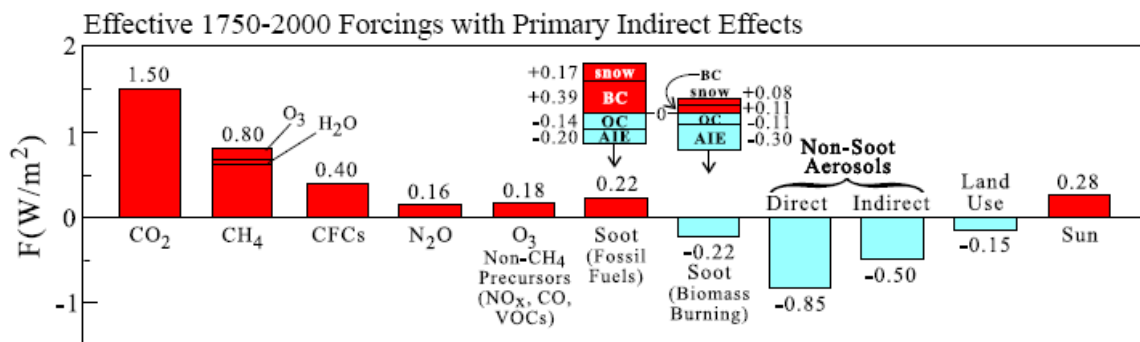 Effective 1750-2000 Forcings with Primary Indirect Effects
F(W/m²)
2
1
0
-1
1.50
CO₂
0.80
O₃
H₂O
CH₄
0.40
CFCs
0.16
N₂O
0.18
O₃
Non-CH₄
Precursors
(NOₓ, CO,
VOCs)
+0.17 snow
+0.39 BC
-0.14 OC
-0.20 AIE
0.22
Soot
(Fossil
Fuels)
0
BC
snow +0.08
+0.11
OC -0.11
AIE -0.30
-0.22
Soot
(Biomass
Burning)
Non-Soot
Aerosols
Direct
-0.85
Indirect
-0.50
Land
Use
-0.15
0.28
Sun